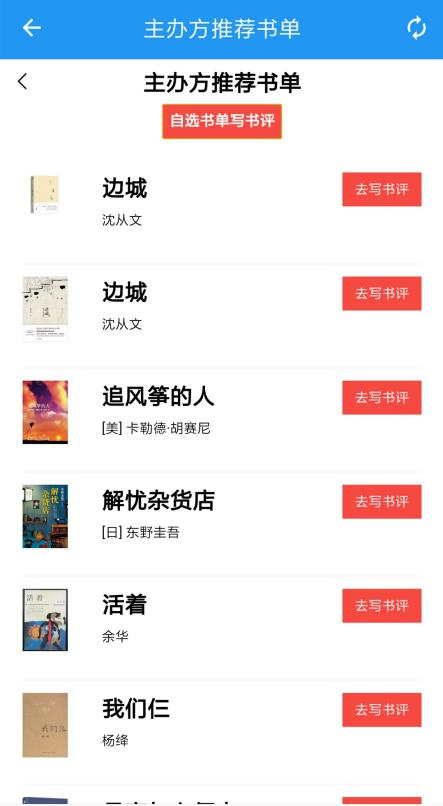 主办方推荐书单
主办方推荐书单
自选书单写书评
边城
沈从文
去写书评
边城
沈从文
去写书评
追风筝的人
[美] 卡勒德·胡赛尼
去写书评
解忧杂货店
[日] 东野圭吾
去写书评
活着
余华
去写书评
我们仨
杨绛
去写书评